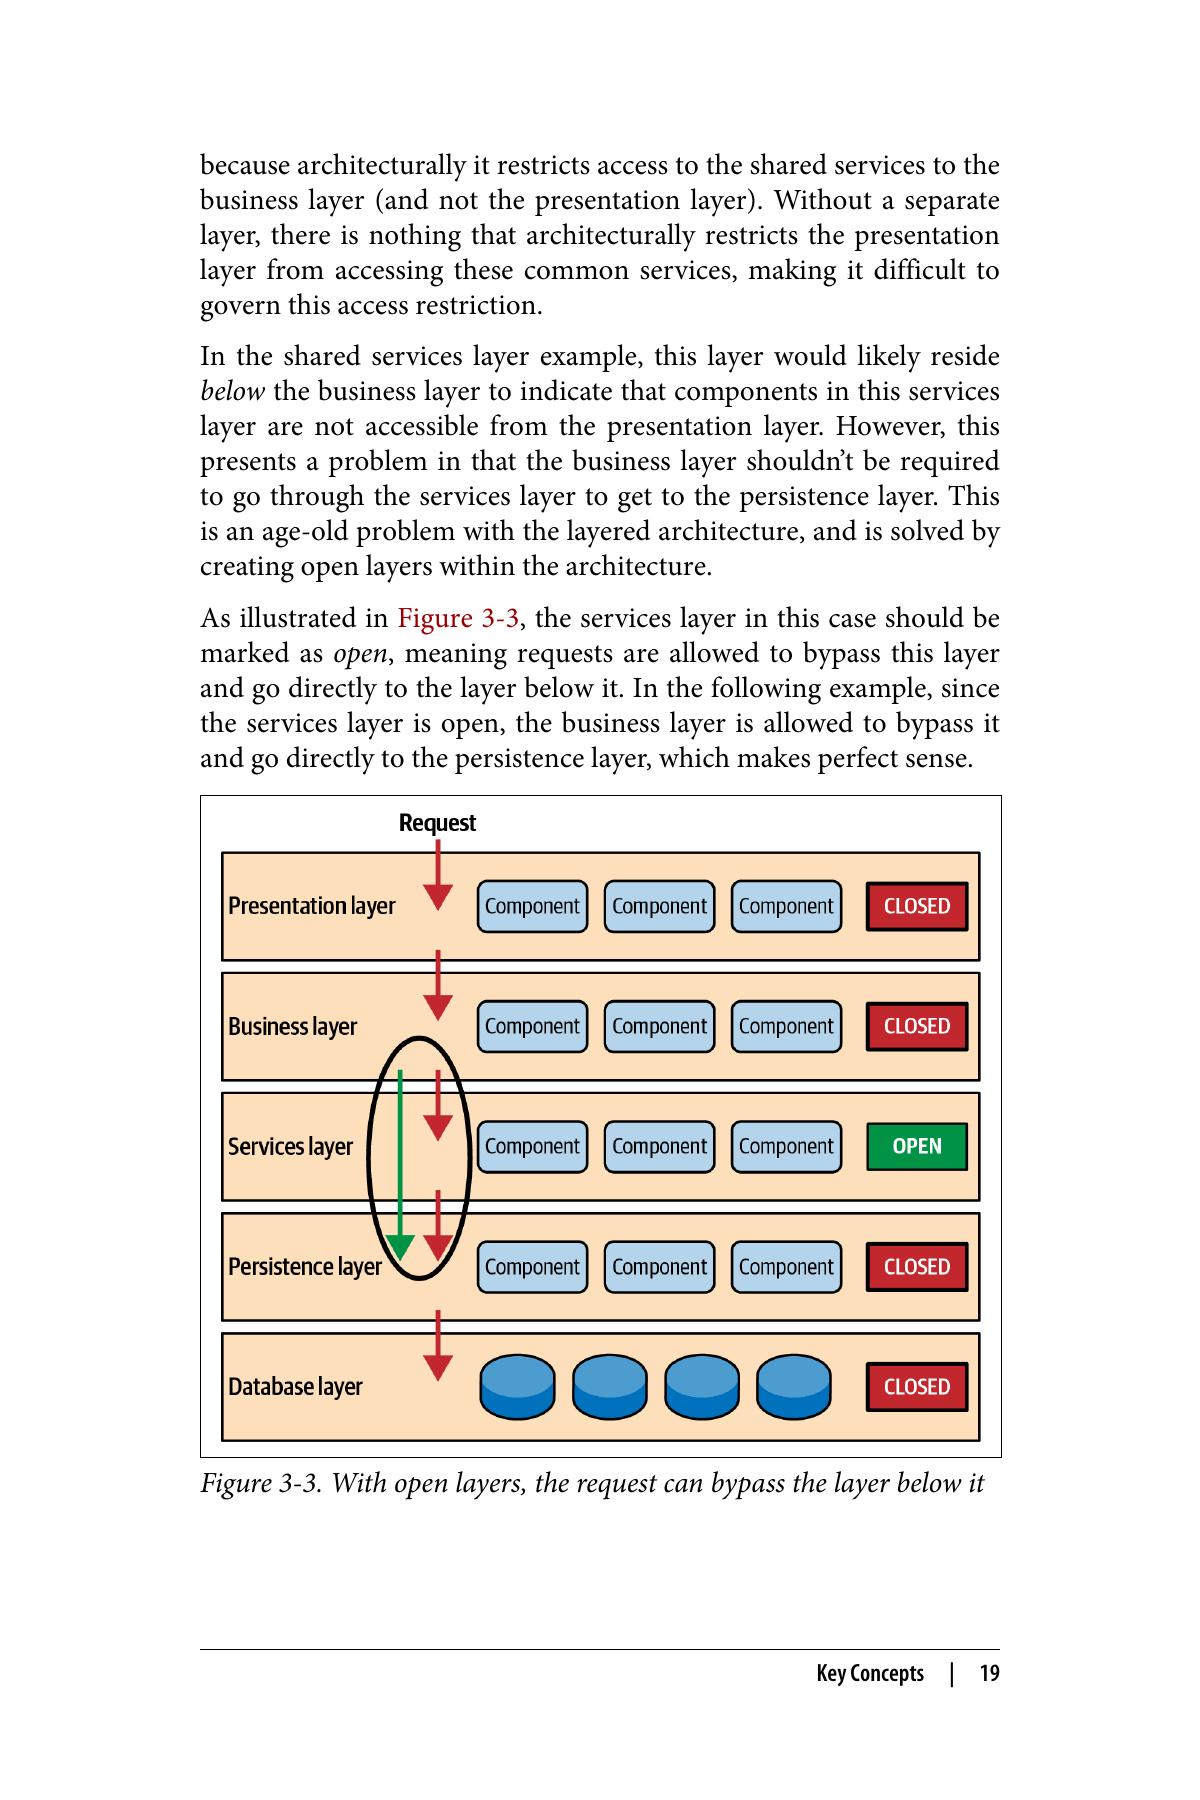 because architecturally it restricts access to the shared services to the
business layer (and not the presentation layer). Without a separate
layer, there is nothing that architecturally restricts the presentation
layer from accessing these common services, making it difficult to
govern this access restriction.
In the shared services layer example, this layer would likely reside
below the business layer to indicate that components in this services
layer are not accessible from the presentation layer. However, this
presents a problem in that the business layer shouldn’t be required
to go through the services layer to get to the persistence layer. This
is an age-old problem with the layered architecture, and is solved by
creating open layers within the architecture.
As illustrated in Figure 3-3, the services layer in this case should be
marked as open, meaning requests are allowed to bypass this layer
and go directly to the layer below it. In the following example, since
the services layer is open, the business layer is allowed to bypass it
and go directly to the persistence layer, which makes perfect sense.
Request
Presentation layer Component Component Component CLOSED
Business layer Component Component Component CLOSED
Services layer Component Component Component OPEN
Persistence layer Component Component Component CLOSED
Database layer CLOSED
Figure 3-3. With open layers, the request can bypass the layer below it
Key Concepts | 19